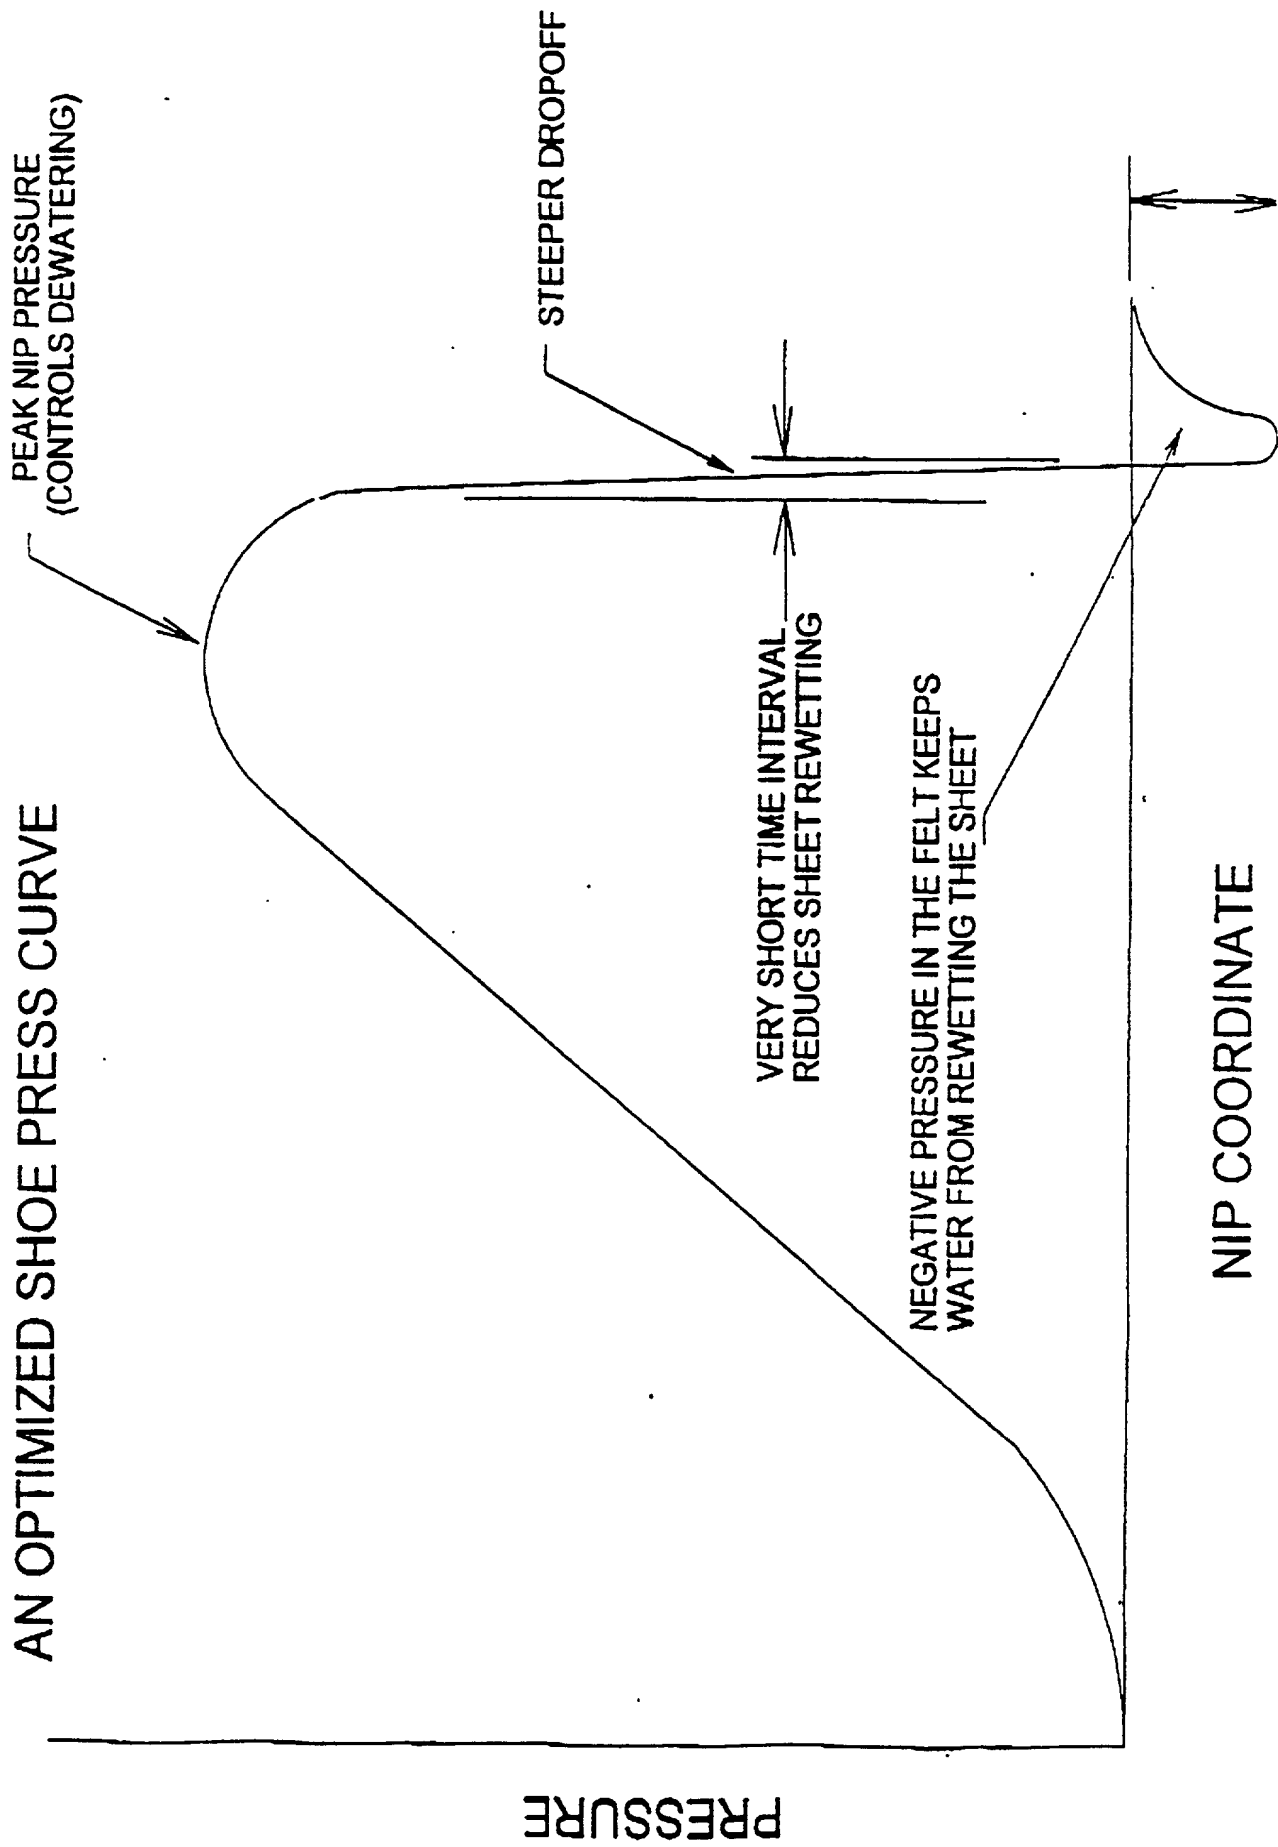 AN OPTIMIZED SHOE PRESS CURVE
PEAK NIP PRESSURE
(CONTROLS DEWATERING)
STEEPER DROPOFF
VERY SHORT TIME INTERVAL
REDUCES SHEET REWETTING
NEGATIVE PRESSURE IN THE FELT KEEPS
WATER FROM REWETTING THE SHEET
PRESSURE
NIP COORDINATE